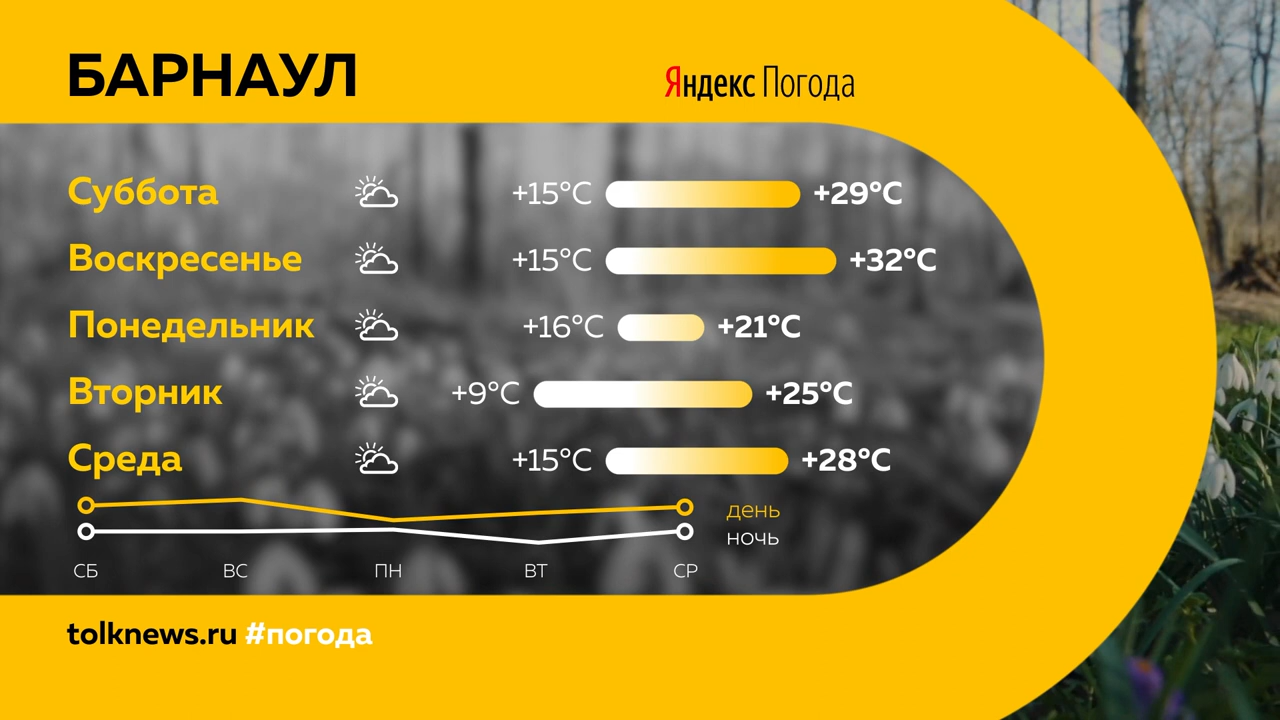 БАРНАУЛ
Яндекс Погода
Суббота +15°C +29°C
Воскресенье +15°C +32°C
Понедельник +16°C +21°C
Вторник +9°C +25°C
Среда +15°C +28°C
день
ночь
СБ ВС ПН ВТ СР
tolknews.ru #погода